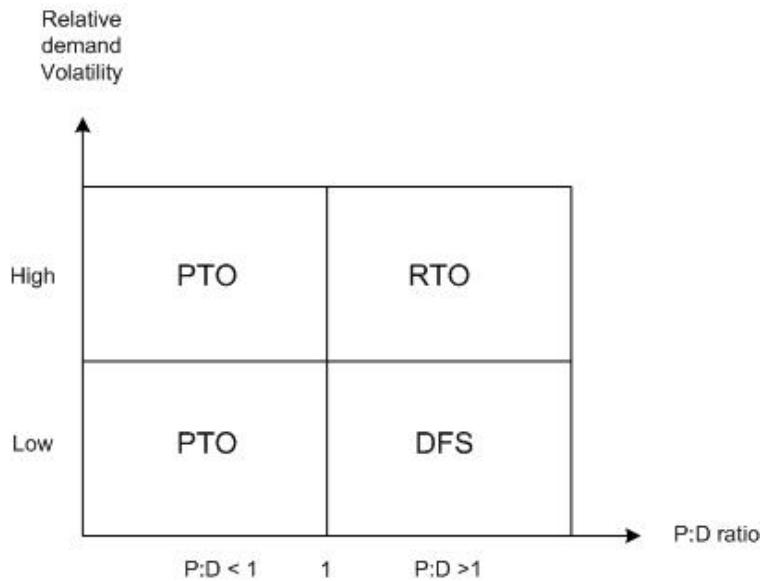 Relative
demand
Volatility
High
PTO
RTO
Low
PTO
DFS
P:D ratio
P:D < 1
1
P:D >1